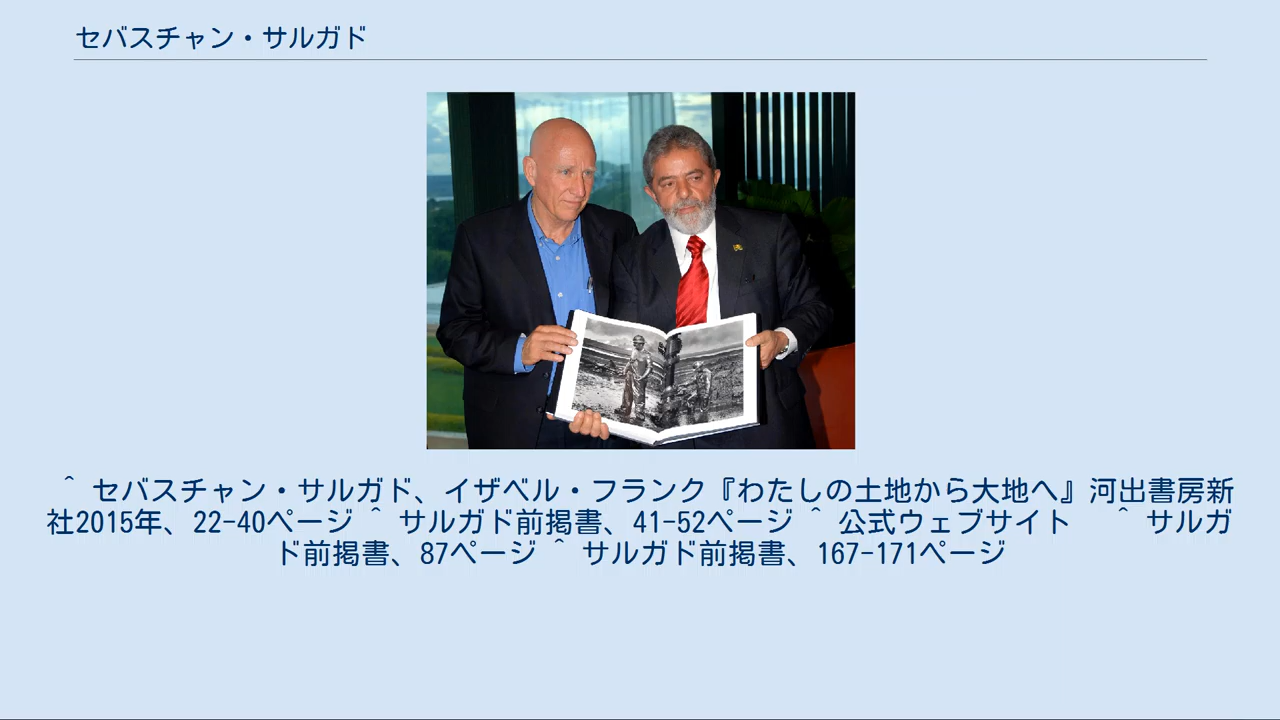 セバスチャン・サルガド
^ セバスチャン・サルガド、イザベル・フランク『わたしの土地から大地へ』河出書房新
社2015年、22-40ページ ^ サルガド前掲書、41-52ページ ^ 公式ウェブサイト ^ サルガ
ド前掲書、87ページ ^ サルガド前掲書、167-171ページ